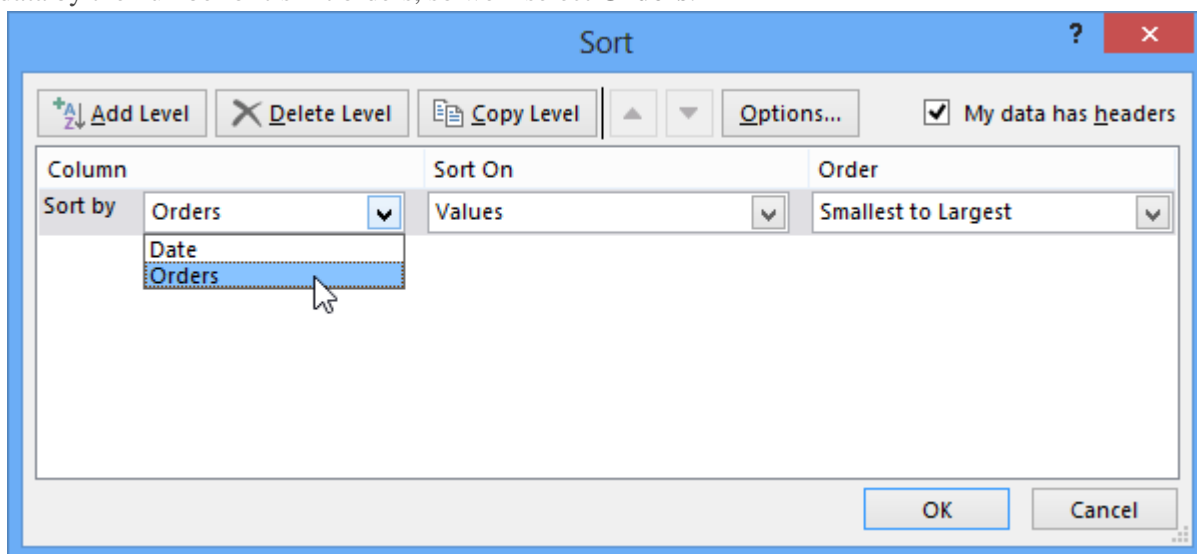 Sort
?
Add Level Delete Level Copy Level Options... My data has headers
Column Sort On Order
Sort by Orders Values Smallest to Largest
Date
Orders
OK Cancel